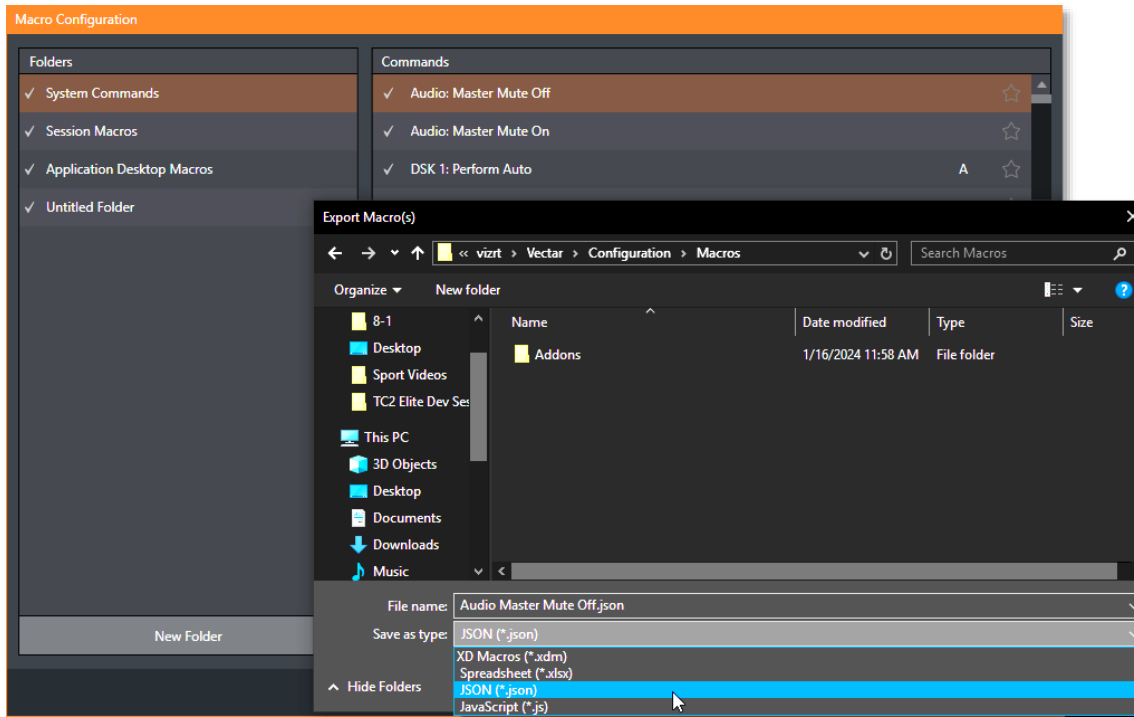 Macro Configuration
Folders
Commands
System Commands
Audio: Master Mute Off
Session Macros
Audio: Master Mute On
Application Desktop Macros
DSK 1: Perform Auto A
Untitled Folder
Export Macro(s)
« vizrt > Vectar > Configuration > Macros
Search Macros
Organize
New folder
?
8-1
Name Date modified Type Size
Desktop
Addons 1/16/2024 11:58 AM File folder
Sport Videos
TC2 Elite Dev Ses
This PC
3D Objects
Desktop
Documents
Downloads
Music
File name: Audio Master Mute Off.json
New Folder
Save as type: JSON (*.json)
XD Macros (*.xdm)
Spreadsheet (*.xlsx)
Hide Folders
JSON (*.json)
JavaScript (*.js)